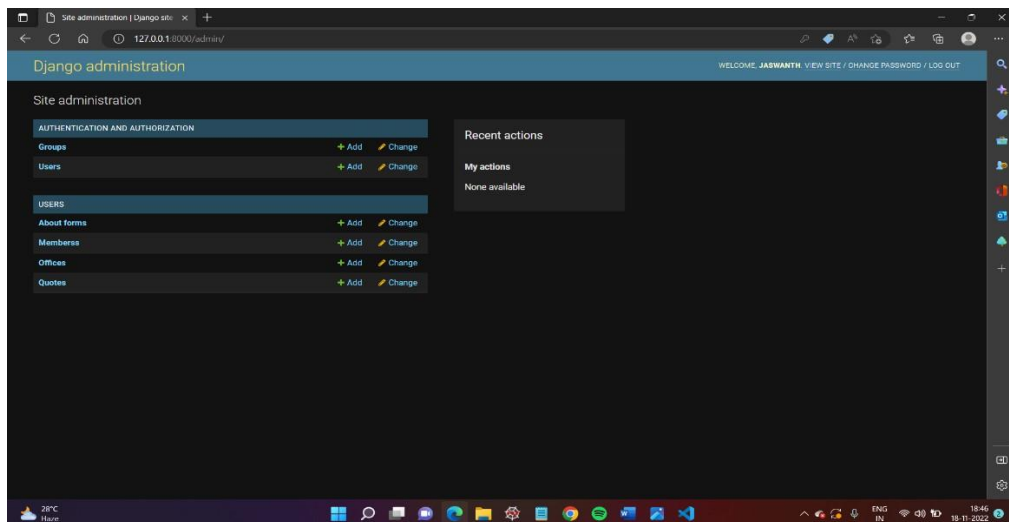 Site administration | Django site
127.0.0.1:8000/admin/
Django administration
WELCOME, JASWANTH. VIEW SITE / CHANGE PASSWORD / LOG OUT
Site administration
AUTHENTICATION AND AUTHORIZATION
Groups + Add Change
Users + Add Change
USERS
About forms + Add Change
Memberss + Add Change
Offices + Add Change
Quotes + Add Change
Recent actions
My actions
None available
28°C
Haze
ENG
IN
18:46
18-11-2022